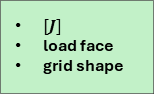 • [J]
• load face
• grid shape